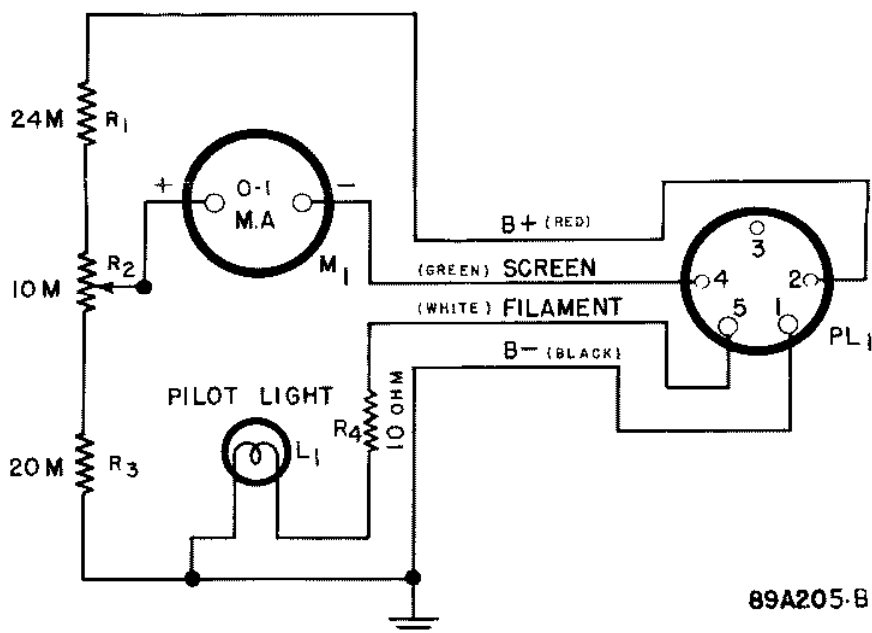 24M R1
+ 0-1 -
M.A
M1
B+ (RED)
3
(GREEN) SCREEN
4 2
R2
10M
(WHITE) FILAMENT
5 1
PL1
B- (BLACK)
PILOT LIGHT
R4 10 OHM
L1
20M R3
89A205-B